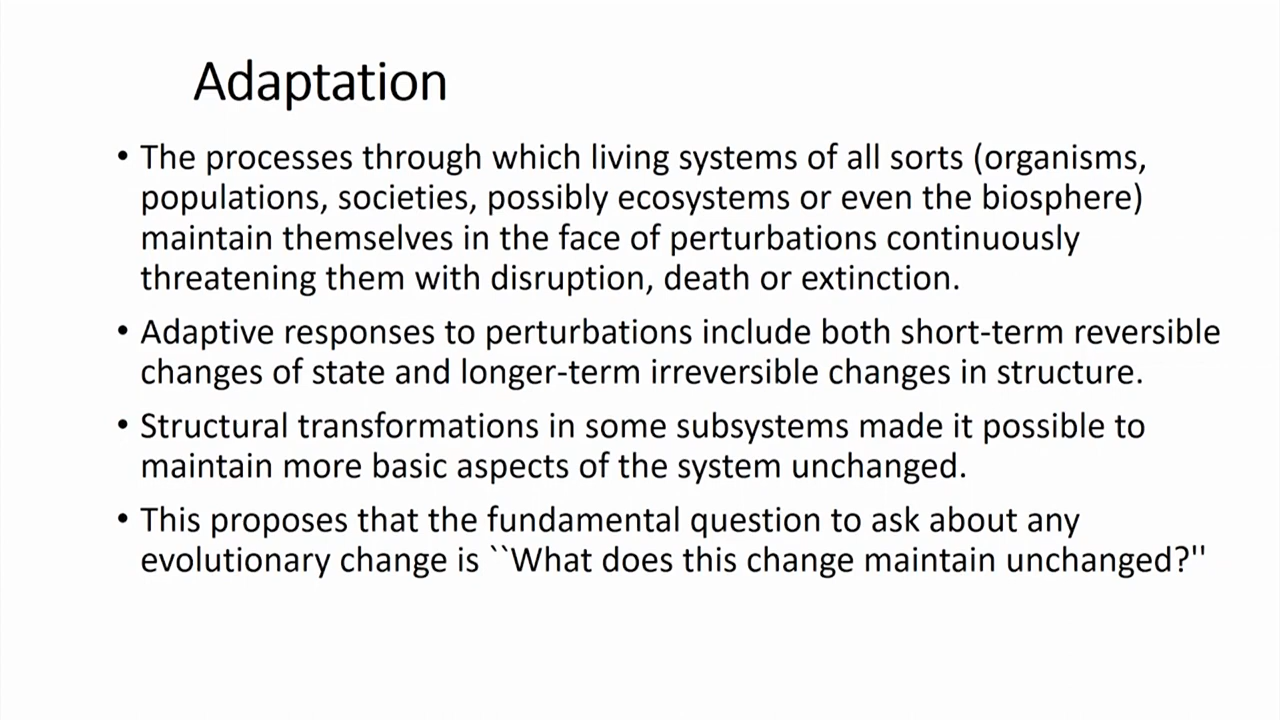 Adaptation
• The processes through which living systems of all sorts (organisms,
populations, societies, possibly ecosystems or even the biosphere)
maintain themselves in the face of perturbations continuously
threatening them with disruption, death or extinction.
• Adaptive responses to perturbations include both short-term reversible
changes of state and longer-term irreversible changes in structure.
• Structural transformations in some subsystems made it possible to
maintain more basic aspects of the system unchanged.
• This proposes that the fundamental question to ask about any
evolutionary change is ``What does this change maintain unchanged?''